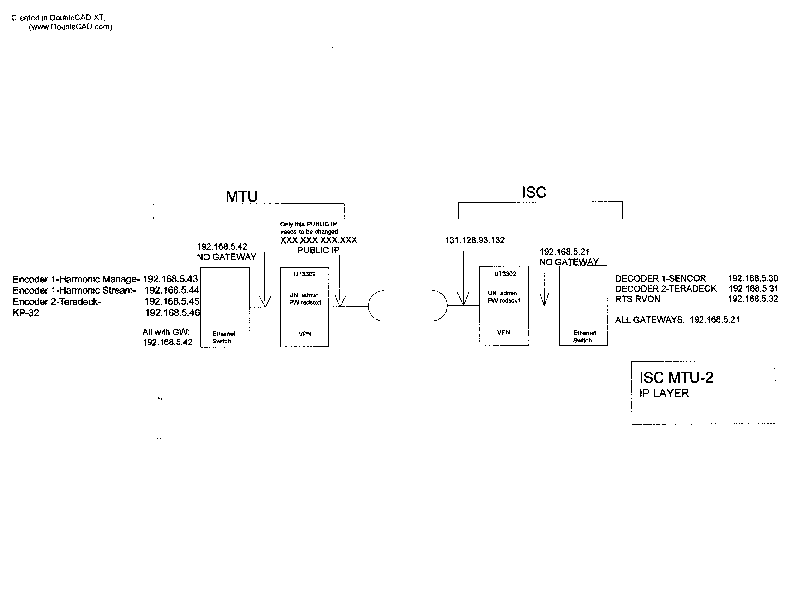 Created in DoubleCAD XT,
(www.DoubleCAD.com)
MTU
ISC
Only this PUBLIC IP
needs to be changed
XXX.XXX.XXX.XXX
PUBLIC IP
192.168.5.42
NO GATEWAY
131.128.93.132
192.168.5.21
NO GATEWAY
Encoder 1-Harmonic Manage- 192.168.5.43
Encoder 1-Harmonic Stream- 192.168.5.44
Encoder 2-Teradeck- 192.168.5.45
KP-32 192.168.5.46
All with GW:
192.168.5.42
Ethernet
Switch
UT3302
UN: admin
PW
VPN
UT3302
UN: admin
PW
VPN
Ethernet
Switch
DECODER 1-SENCOR 192.168.5.30
DECODER 2-TERADECK 192.168.5.31
RTS RVON 192.168.5.32
ALL GATEWAYS: 192.168.5.21
ISC MTU-2
IP LAYER